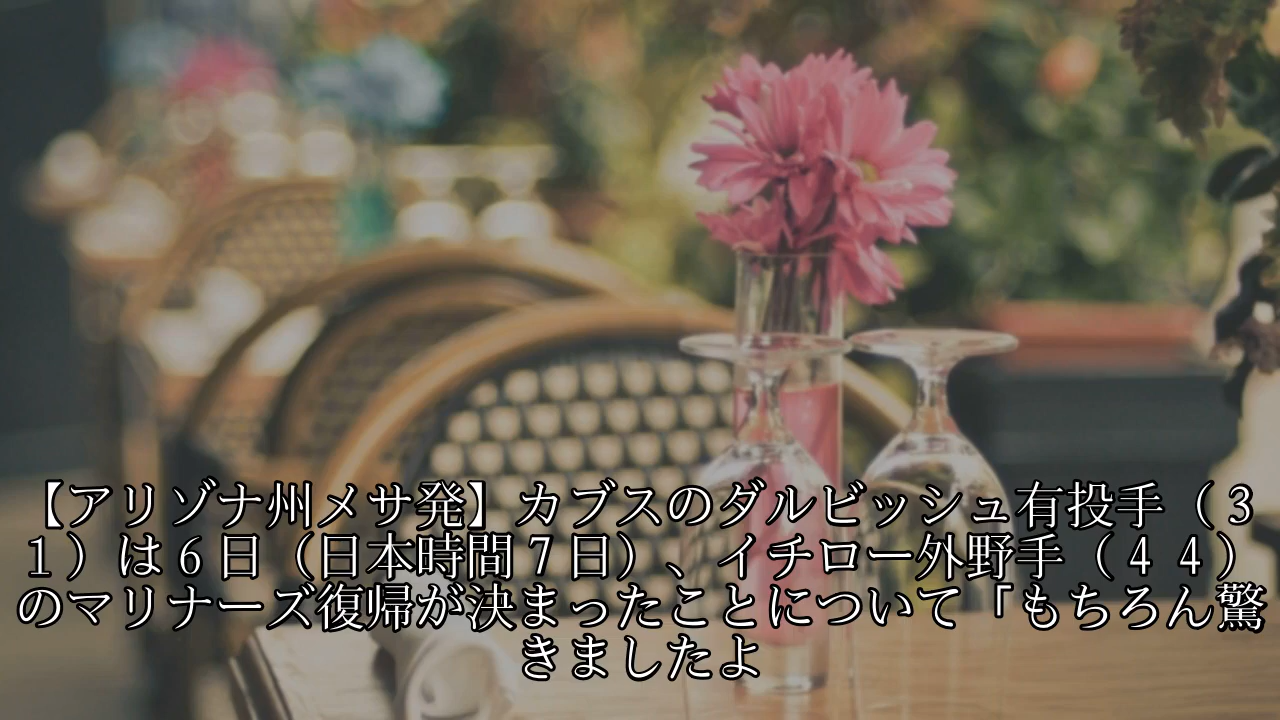 【アリゾナ州メサ発】カブスのダルビッシュ有投手（３
１）は６日（日本時間７日）、イチロー外野手（４４）
のマリナーズ復帰が決まったことについて「もちろん驚
きましたよ